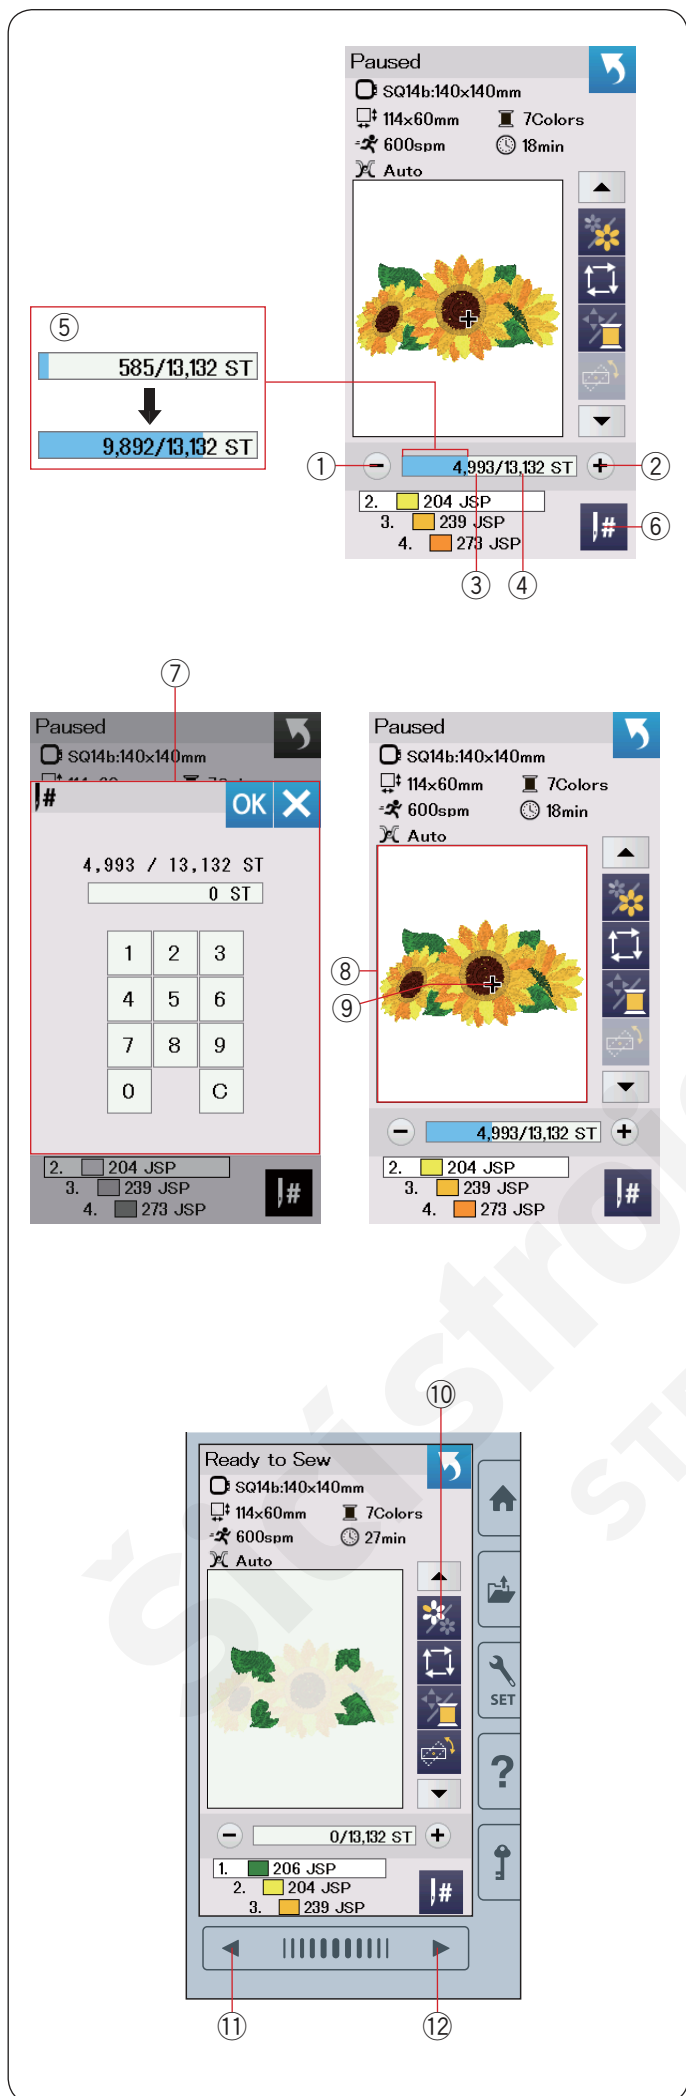 Paused
SQ14b:140x140mm
114x60mm 7Colors
600spm 18min
Auto
⑤
585/13,132 ST
9,892/13,132 ST
① − 4,993/13,132 ST + ②
2. 204 JSP
3. 239 JSP
4. 273 JSP
# ⑥
③ ④
⑦
Paused
SQ14b:140x140mm
# OK
4,993 / 13,132 ST
0 ST
1 2 3
4 5 6
7 8 9
0 C
2. 204 JSP
3. 239 JSP
4. 273 JSP
#
Paused
SQ14b:140x140mm
114x60mm 7Colors
600spm 18min
Auto
⑧
⑨
− 4,993/13,132 ST +
2. 204 JSP
3. 239 JSP
4. 273 JSP
#
⑩
Ready to Sew
SQ14b:140x140mm
114x60mm 7Colors
600spm 27min
Auto
SET
?
− 0/13,132 ST +
1. 206 JSP
2. 204 JSP
3. 239 JSP
#
⑪ ⑫